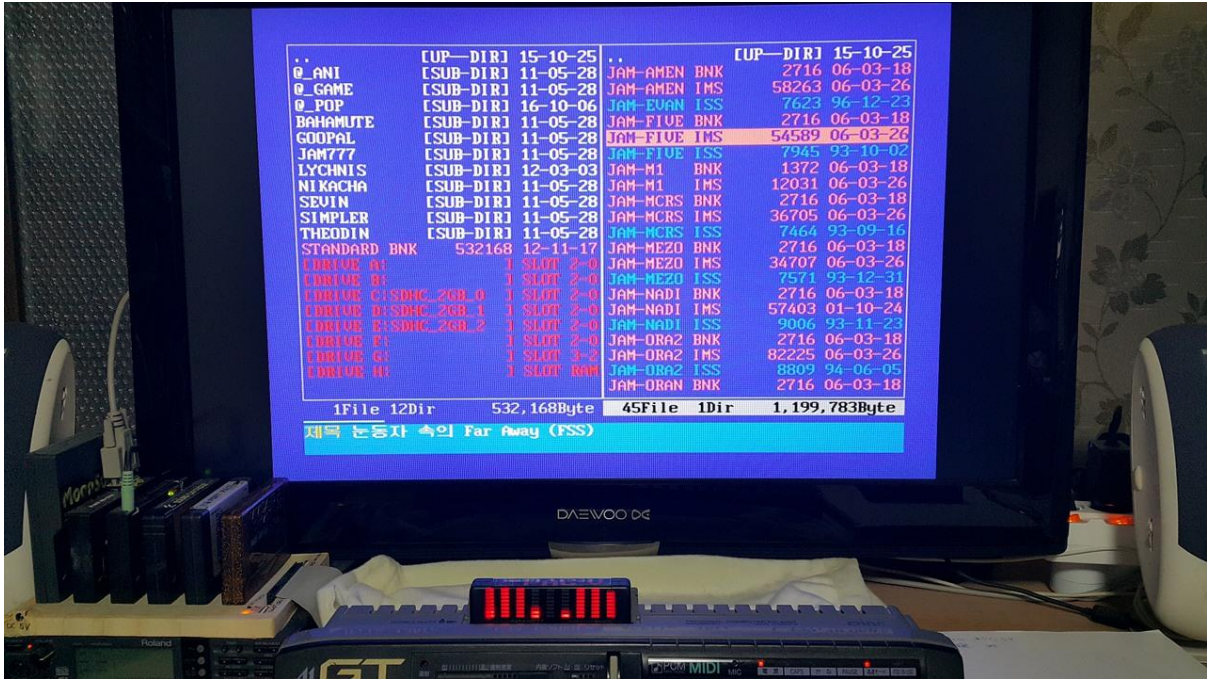 .. [UP—DIR] 15-10-25
@_ANI [SUB-DIR] 11-05-28
@_GAME [SUB-DIR] 11-05-28
@_POP [SUB-DIR] 16-10-06
BAHAMUTE [SUB-DIR] 11-05-28
GOOPAL [SUB-DIR] 11-05-28
JAM777 [SUB-DIR] 11-05-28
LYCHNIS [SUB-DIR] 12-03-03
NIKACHA [SUB-DIR] 11-05-28
SEVIN [SUB-DIR] 11-05-28
SIMPLER [SUB-DIR] 11-05-28
THEODIN [SUB-DIR] 11-05-28
STANDARD BNK 532168 12-11-17
[DRIVE A: ] SLOT 2-0
[DRIVE B: ] SLOT 2-0
[DRIVE C:SDHC_2GB_0 ] SLOT 2-0
[DRIVE D:SDHC_2GB_1 ] SLOT 2-0
[DRIVE E:SDHC_2GB_2 ] SLOT 2-0
[DRIVE F: ] SLOT 2-0
[DRIVE G: ] SLOT 3-2
[DRIVE H: ] SLOT RAM
1File 12Dir 532,168Byte
.. [UP—DIR] 15-10-25
JAM-AMEN BNK 2716 06-03-18
JAM-AMEN IMS 58263 06-03-26
JAM-EVAN ISS 7623 96-12-23
JAM-FIVE BNK 2716 06-03-18
JAM-FIVE IMS 54589 06-03-26
JAM-FIVE ISS 7945 93-10-02
JAM-M1 BNK 1372 06-03-18
JAM-M1 IMS 12031 06-03-26
JAM-MCRS BNK 2716 06-03-18
JAM-MCRS IMS 36705 06-03-26
JAM-MCRS ISS 7464 93-09-16
JAM-MEZO BNK 2716 06-03-18
JAM-MEZO IMS 34707 06-03-26
JAM-MEZO ISS 7571 93-12-31
JAM-NADI BNK 2716 06-03-18
JAM-NADI IMS 57403 01-10-24
JAM-NADI ISS 9006 93-11-23
JAM-ORA2 BNK 2716 06-03-18
JAM-ORA2 IMS 82225 06-03-26
JAM-ORA2 ISS 8809 94-06-05
JAM-ORAN BNK 2716 06-03-18
45File 1Dir 1,199,783Byte
제목 눈동자 속의 Far Away (FSS)
DAEWOO
Roland
GT
PCM MIDI MIC